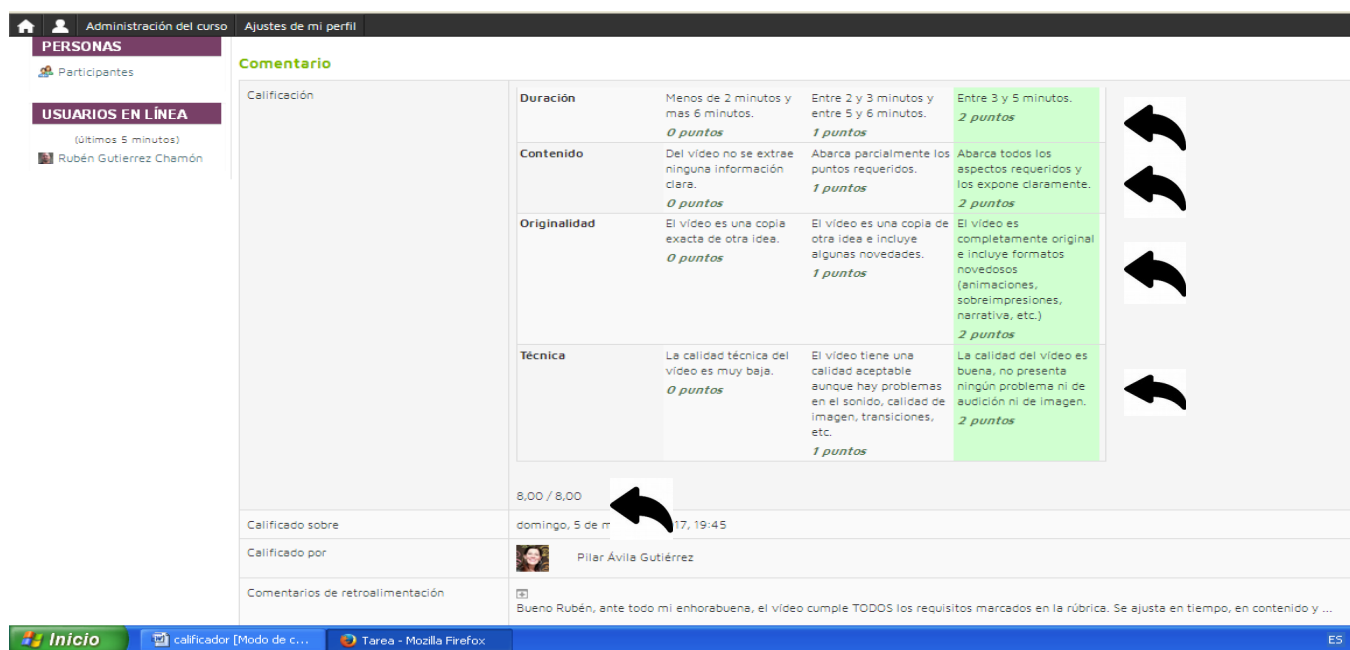 Administración del curso Ajustes de mi perfil
PERSONAS
Participantes
USUARIOS EN LÍNEA
(últimos 5 minutos)
Rubén Gutierrez Chamón
Comentario
Calificación
Duración
Menos de 2 minutos y
mas 6 minutos.
0 puntos
Entre 2 y 3 minutos y
entre 5 y 6 minutos.
1 puntos
Entre 3 y 5 minutos.
2 puntos
Contenido
Del vídeo no se extrae
ninguna información
clara.
0 puntos
Abarca parcialmente los
puntos requeridos.
1 puntos
Abarca todos los
aspectos requeridos y
los expone claramente.
2 puntos
Originalidad
El vídeo es una copia
exacta de otra idea.
0 puntos
El vídeo es una copia de
otra idea e incluye
algunas novedades.
1 puntos
El vídeo es
completamente original
e incluye formatos
novedosos
(animaciones,
sobreimpresiones,
narrativa, etc.)
2 puntos
Técnica
La calidad técnica del
vídeo es muy baja.
0 puntos
El vídeo tiene una
calidad aceptable
aunque hay problemas
en el sonido, calidad de
imagen, transiciones,
etc.
1 puntos
La calidad del vídeo es
buena, no presenta
ningún problema ni de
audición ni de imagen.
2 puntos
8,00 / 8,00
Calificado sobre
domingo, 5 de 17, 19:45
Calificado por
Pilar Ávila Gutiérrez
Comentarios de retroalimentación
Bueno Rubén, ante todo mi enhorabuena, el vídeo cumple TODOS los requisitos marcados en la rúbrica. Se ajusta en tiempo, en contenido y ...
Inicio calificador [Modo de c... Tarea - Mozilla Firefox ES